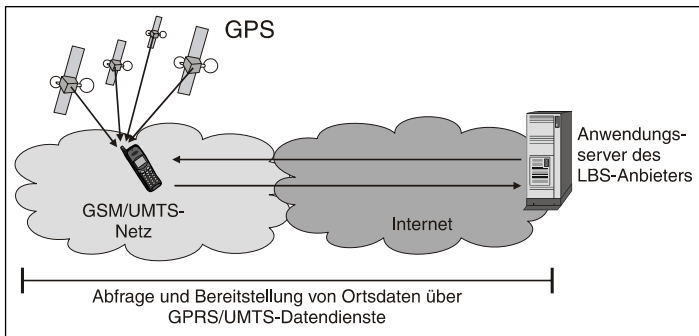 GPS
Anwendungs-
server des
LBS-Anbieters
GSM/UMTS-
Netz
Internet
Abfrage und Bereitstellung von Ortsdaten über
GPRS/UMTS-Datendienste